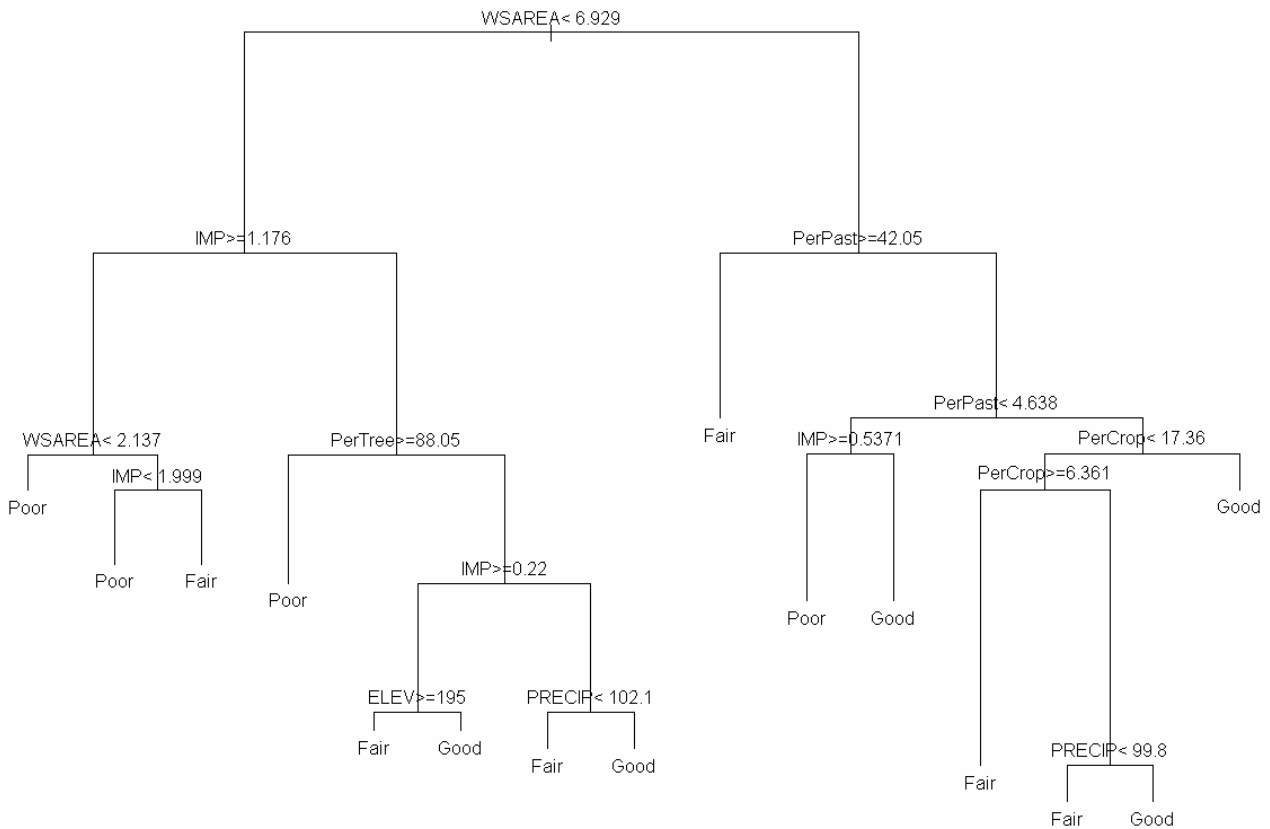 WSAREA< 6.929
IMP>=1.176
PerPast>=42.05
PerPast< 4.638
Fair
WSAREA< 2.137
PerTree>=88.05
IMP>=0.5371
PerCrop< 17.36
IMP< 1.999
PerCrop>=6.361
Poor
Good
Poor
Fair
Poor
IMP>=0.22
Poor
Good
ELEV>=195
PRECIP< 102.1
Fair
Good
PRECIP< 99.8
Fair
Good
Fair
Fair
Good